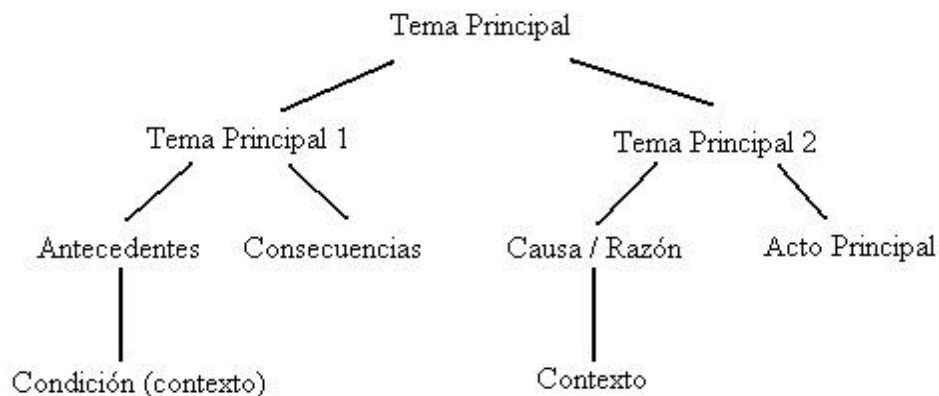 Tema Principal
Tema Principal 1
Tema Principal 2
Antecedentes
Consecuencias
Causa / Razón
Acto Principal
Condición (contexto)
Contexto